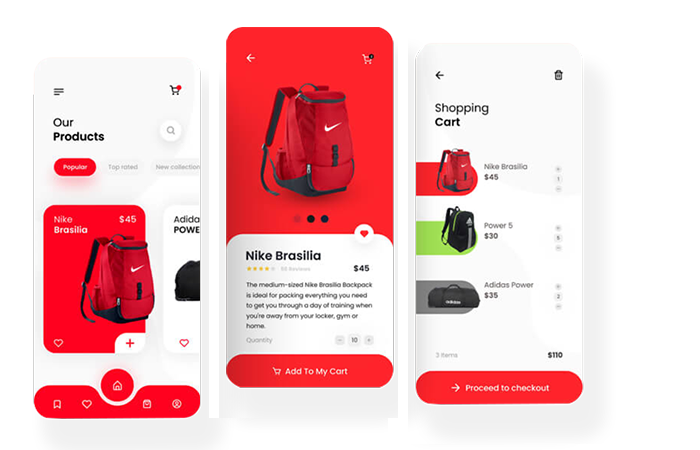 Our
Products
Popular
Top rated
New collection
Nike
Brasilia
$45
Adida
POWE
Nike Brasilia
50 Reviews
$45
The medium-sized Nike Brasilia Backpack
is ideal for packing everything you need
to get you through a day of training when
you're away from your locker, gym or
home.
Quantity
10
Add To My Cart
Shopping
Cart
Nike Brasilia
$45
1
Power 5
$30
5
Adidas Power
$35
2
adidas
3 items
$110
Proceed to checkout